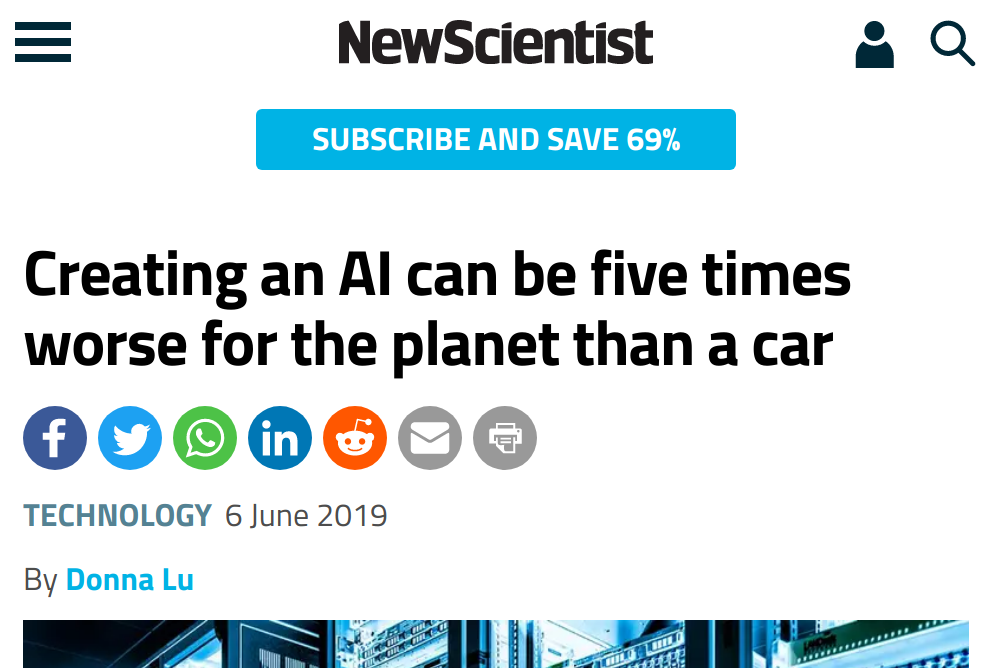 NewScientist
SUBSCRIBE AND SAVE 69%
Creating an AI can be five times
worse for the planet than a car
TECHNOLOGY 6 June 2019
By Donna Lu